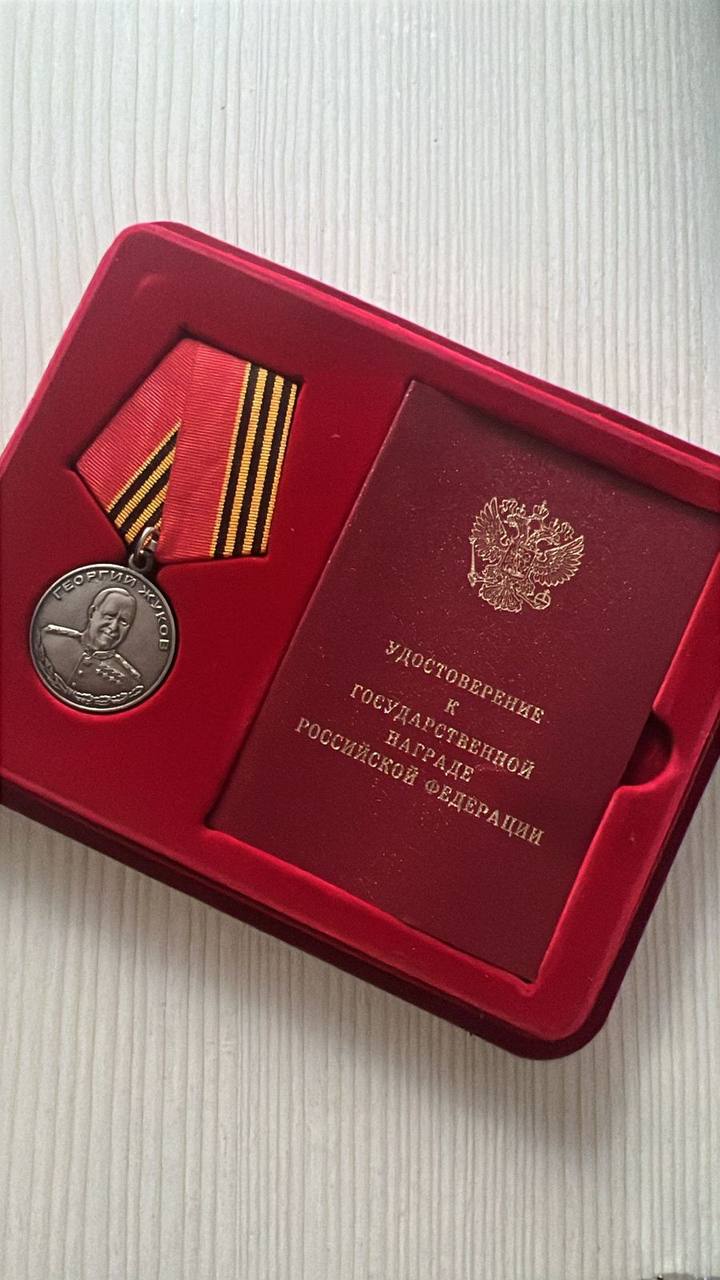 ГЕОРГИЙ ЖУКОВ
УДОСТОВЕРЕНИЕ
К
ГОСУДАРСТВЕННОЙ
НАГРАДЕ
РОССИЙСКОЙ ФЕДЕРАЦИИ